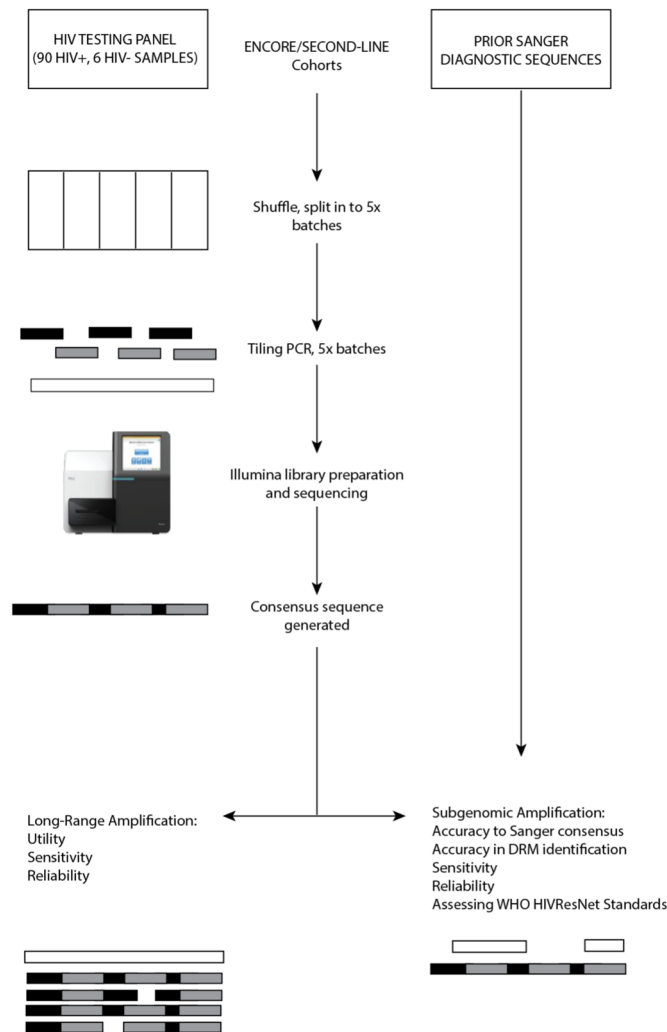 HIV TESTING PANEL
(90 HIV+, 6 HIV- SAMPLES)
ENCORE/SECOND-LINE
Cohorts
PRIOR SANGER
DIAGNOSTIC SEQUENCES
Shuffle, split in to 5x
batches
Tiling PCR, 5x batches
Illumina library preparation
and sequencing
Consensus sequence
generated
Long-Range Amplification:
Utility
Sensitivity
Reliability
Subgenomic Amplification:
Accuracy to Sanger consensus
Accuracy in DRM identification
Sensitivity
Reliability
Assessing WHO HIVResNet Standards